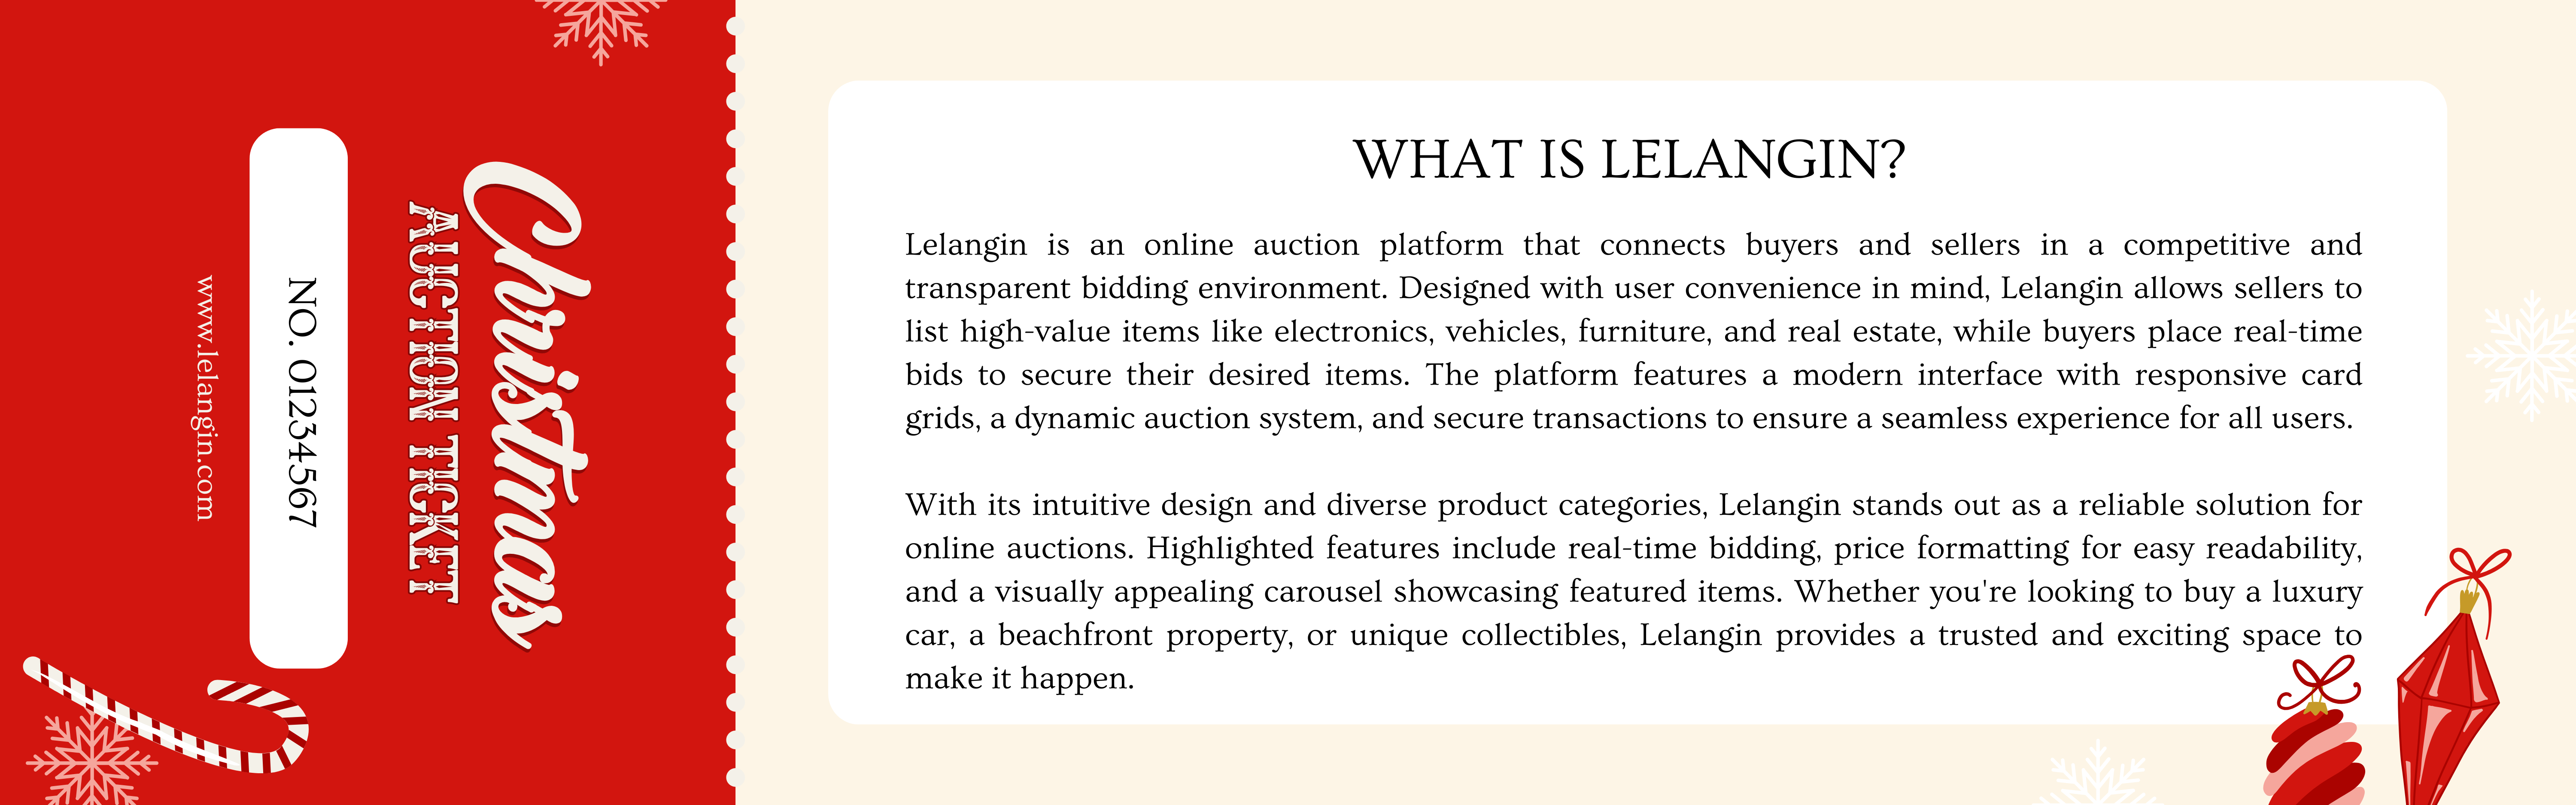 Christmas
AUCTION TICKET
NO. 01234567
www.lelangin.com
WHAT IS LELANGIN?
Lelangin is an online auction platform that connects buyers and sellers in a competitive and
transparent bidding environment. Designed with user convenience in mind, Lelangin allows sellers to
list high-value items like electronics, vehicles, furniture, and real estate, while buyers place real-time
bids to secure their desired items. The platform features a modern interface with responsive card
grids, a dynamic auction system, and secure transactions to ensure a seamless experience for all users.
With its intuitive design and diverse product categories, Lelangin stands out as a reliable solution for
online auctions. Highlighted features include real-time bidding, price formatting for easy readability,
and a visually appealing carousel showcasing featured items. Whether you're looking to buy a luxury
car, a beachfront property, or unique collectibles, Lelangin provides a trusted and exciting space to
make it happen.